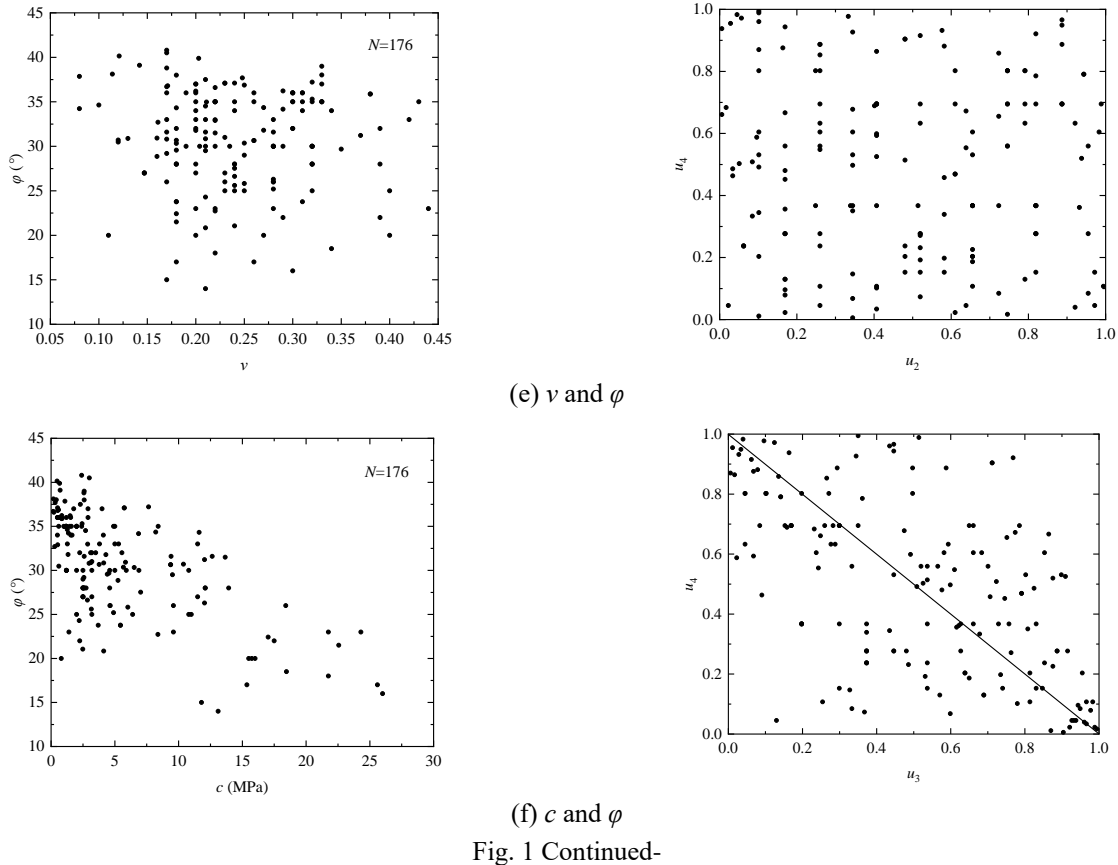 45
40
35
30
25
20
15
10
φ (°)
N=176
0.05 0.10 0.15 0.20 0.25 0.30 0.35 0.40 0.45
v
1.0
0.8
0.6
0.4
0.2
0.0
u4
0.2 0.4 0.6 0.8 1.0
u2
(e) v and φ
45
40
35
30
25
20
15
10
φ (°)
N=176
0 5 10 15 20 25 30
c (MPa)
1.0
0.8
0.6
0.4
0.2
0.0
u4
0.0 0.2 0.4 0.6 0.8 1.0
u3
(f) c and φ
Fig. 1 Continued-